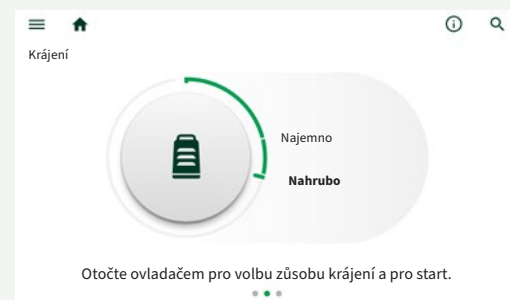 Krájení
Najemno
Nahrubo
Otočte ovladačem pro volbu způsobu krájení a pro start.